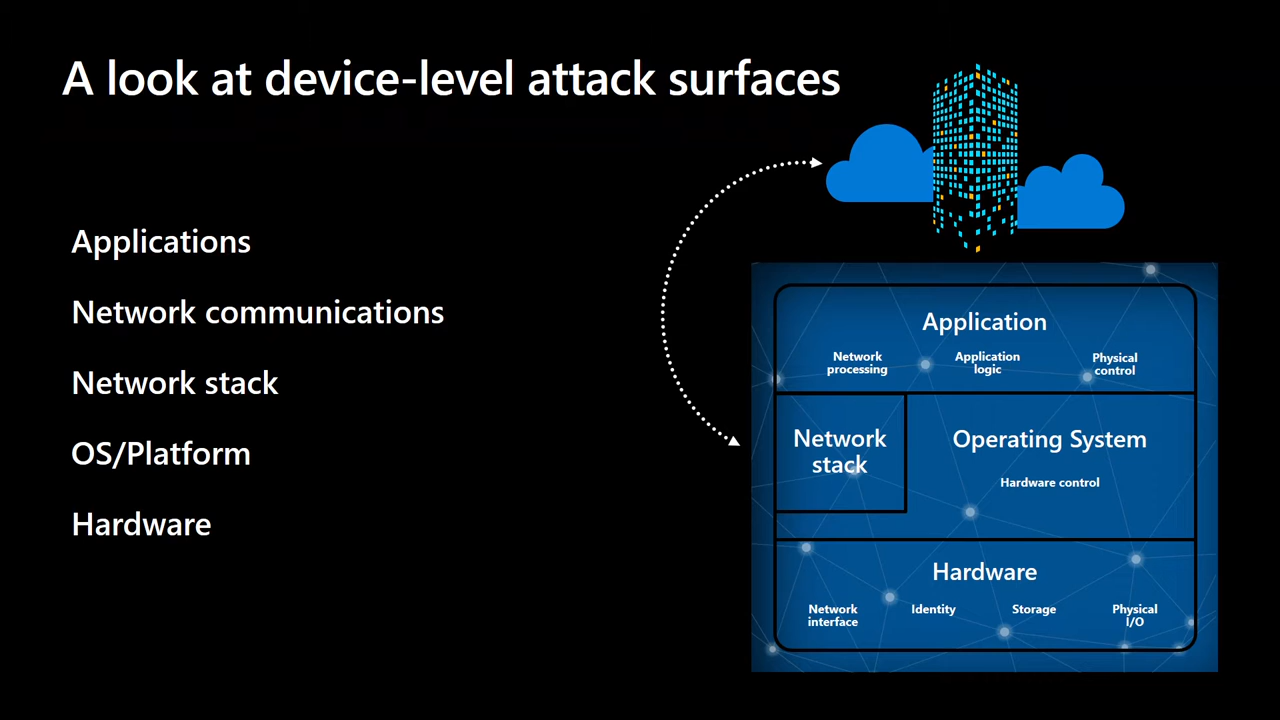 A look at device-level attack surfaces
Applications
Network communications
Network stack
OS/Platform
Hardware
Application
Network
processing
Application
logic
Physical
control
Network
stack
Operating System
Hardware control
Hardware
Network
interface
Identity
Storage
Physical
I/O